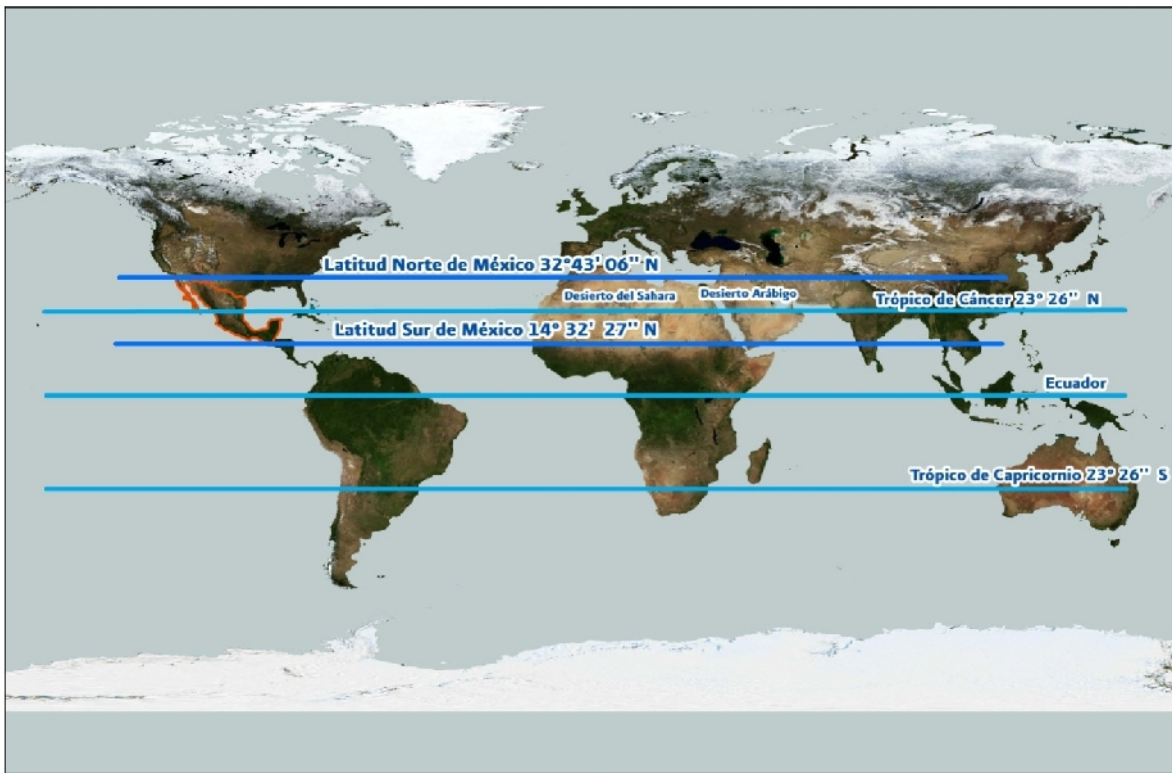 Latitud Norte de México 32°43' 06'' N
Desierto del Sahara
Desierto Arábigo
Trópico de Cáncer 23° 26'' N
Latitud Sur de México 14° 32' 27'' N
Ecuador
Trópico de Capricornio 23° 26'' S